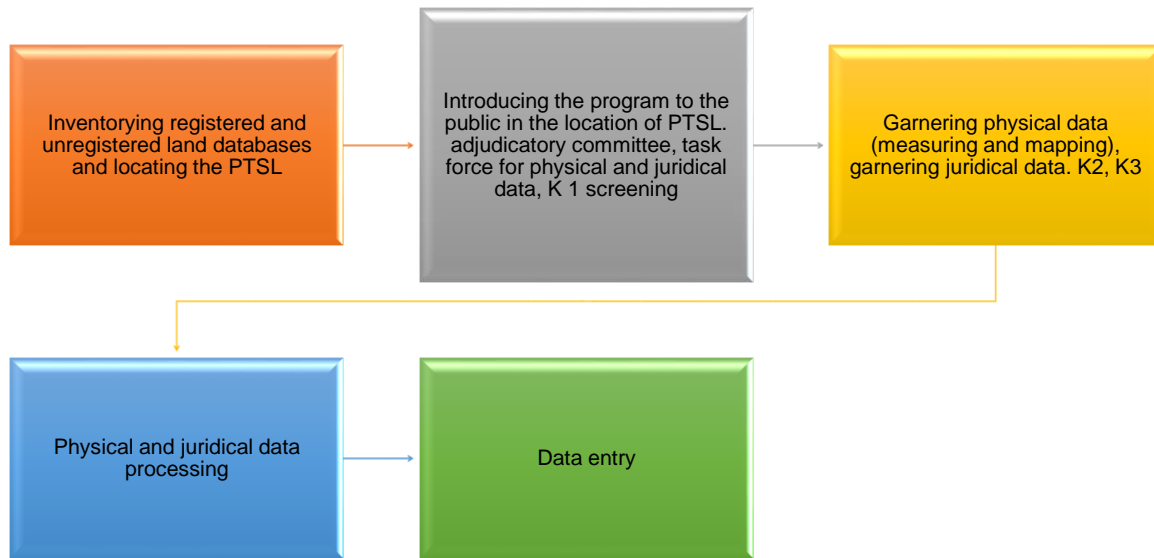 Inventorying registered and
unregistered land databases
and locating the PTSL
Introducing the program to the
public in the location of PTSL.
adjudicatory committee, task
force for physical and juridical
data, K 1 screening
Garnering physical data
(measuring and mapping),
garnering juridical data. K2, K3
Physical and juridical data
processing
Data entry